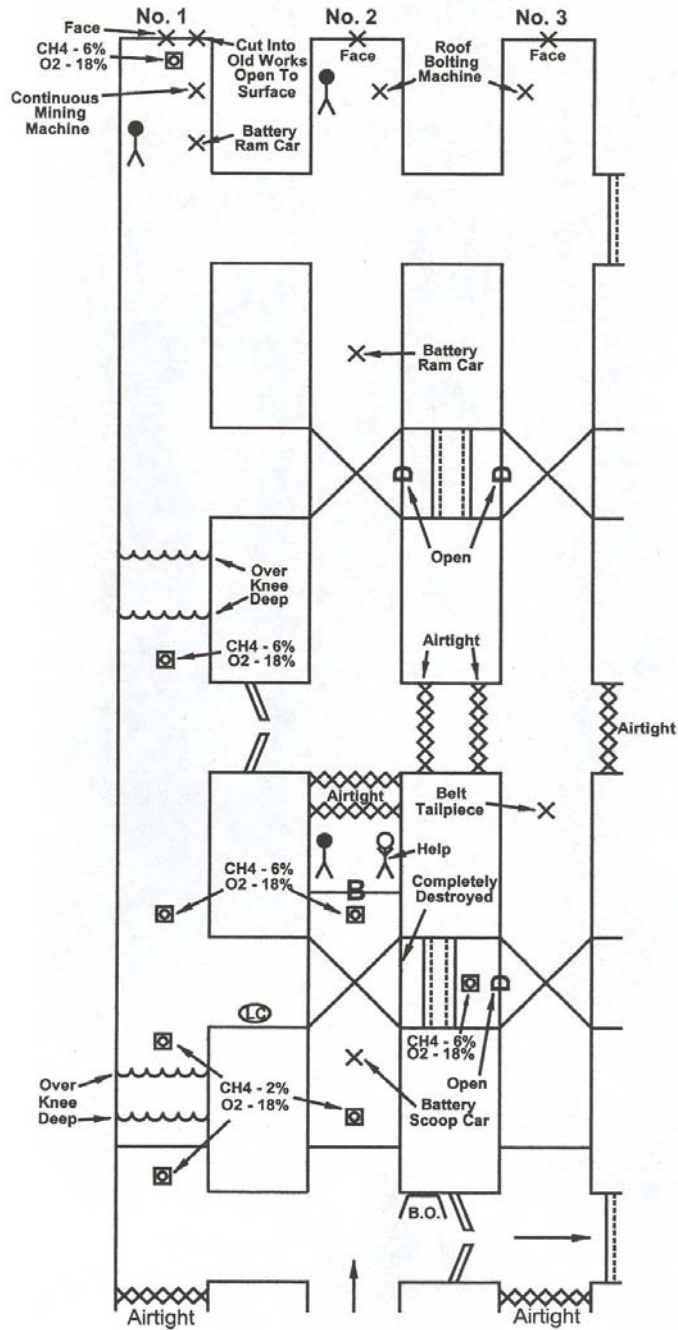 No. 1
No. 2
No. 3
Face
CH4 - 6%
O2 - 18%
Cut Into
Old Works
Open To
Surface
Face
Roof
Bolting
Machine
Face
Continuous
Mining
Machine
Battery
Ram Car
Battery
Ram Car
Open
Over
Knee
Deep
CH4 - 6%
O2 - 18%
Airtight
Airtight
Airtight
Belt
Tailpiece
Help
CH4 - 6%
O2 - 18%
Completely
Destroyed
B
LC
CH4 - 6%
O2 - 18%
Open
Over
Knee
Deep
CH4 - 2%
O2 - 18%
Battery
Scoop Car
B.O.
Airtight
Airtight